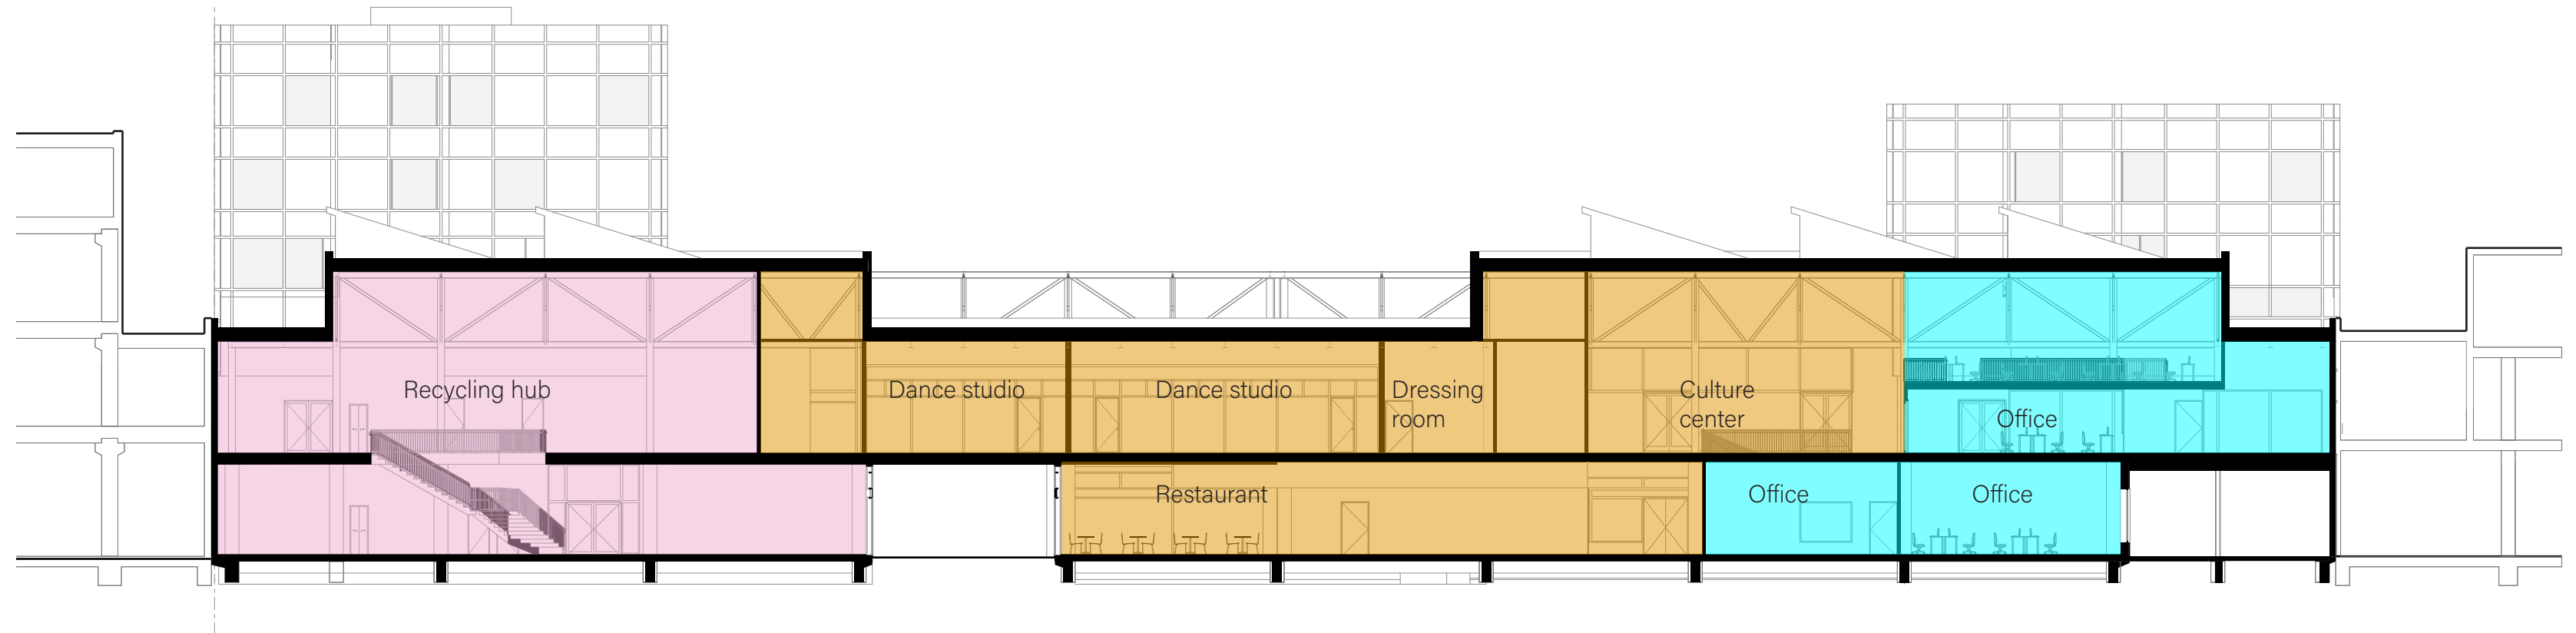 Recycling hub
Dance studio
Dance studio
Dressing
room
Culture
center
Office
Restaurant
Office
Office